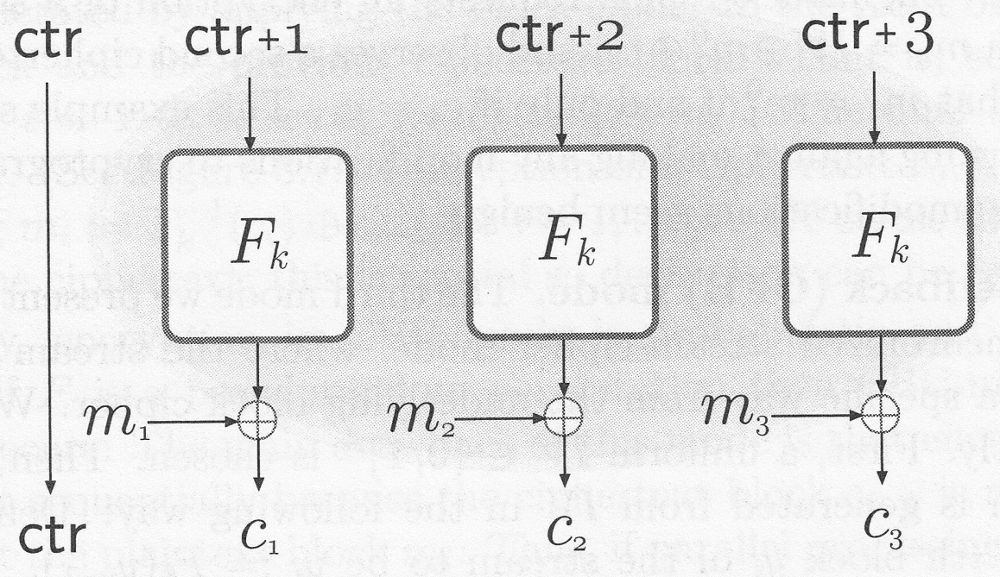 ctr ctr+1 ctr+2 ctr+3
F_k F_k F_k
m_1 m_2 m_3
ctr c_1 c_2 c_3